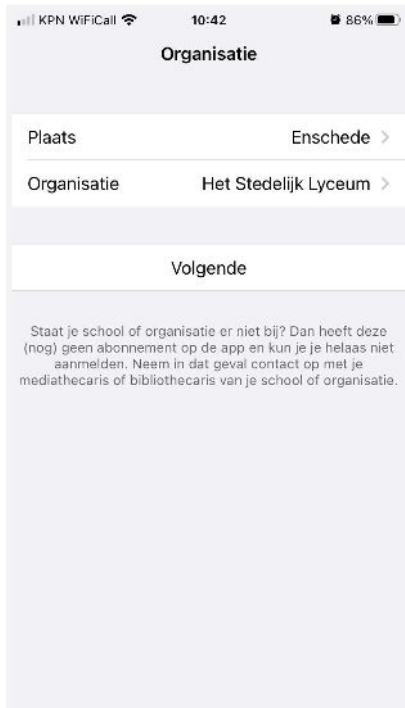 KPN WiFiCall 10:42 86%
Organisatie
Plaats Enschede
Organisatie Het Stedelijk Lyceum
Volgende
Staat je school of organisatie er niet bij? Dan heeft deze
(nog) geen abonnement op de app en kun je je helaas niet
aanmelden. Neem in dat geval contact op met je
mediathecaris of bibliothecaris van je school of organisatie.